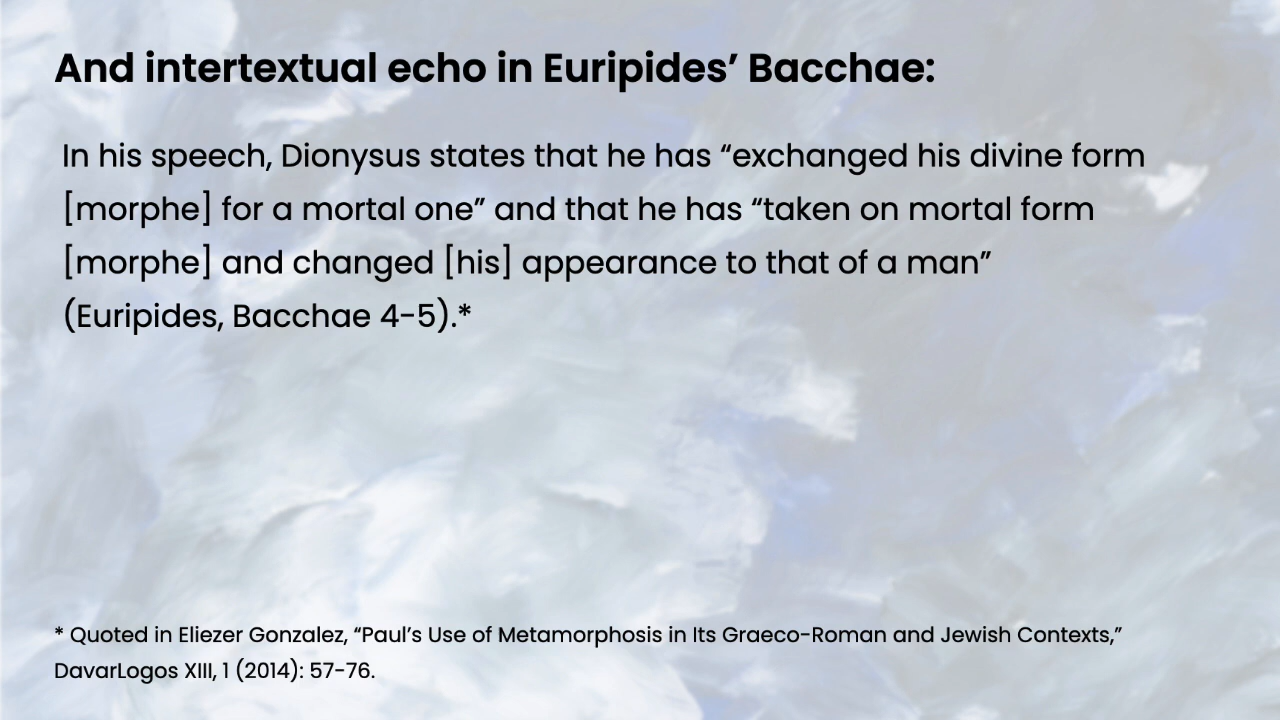 And intertextual echo in Euripides’ Bacchae:
In his speech, Dionysus states that he has “exchanged his divine form
[morphe] for a mortal one” and that he has “taken on mortal form
[morphe] and changed [his] appearance to that of a man”
(Euripides, Bacchae 4-5).*
* Quoted in Eliezer Gonzalez, “Paul’s Use of Metamorphosis in Its Graeco-Roman and Jewish Contexts,”
DavarLogos XIII, 1 (2014): 57-76.